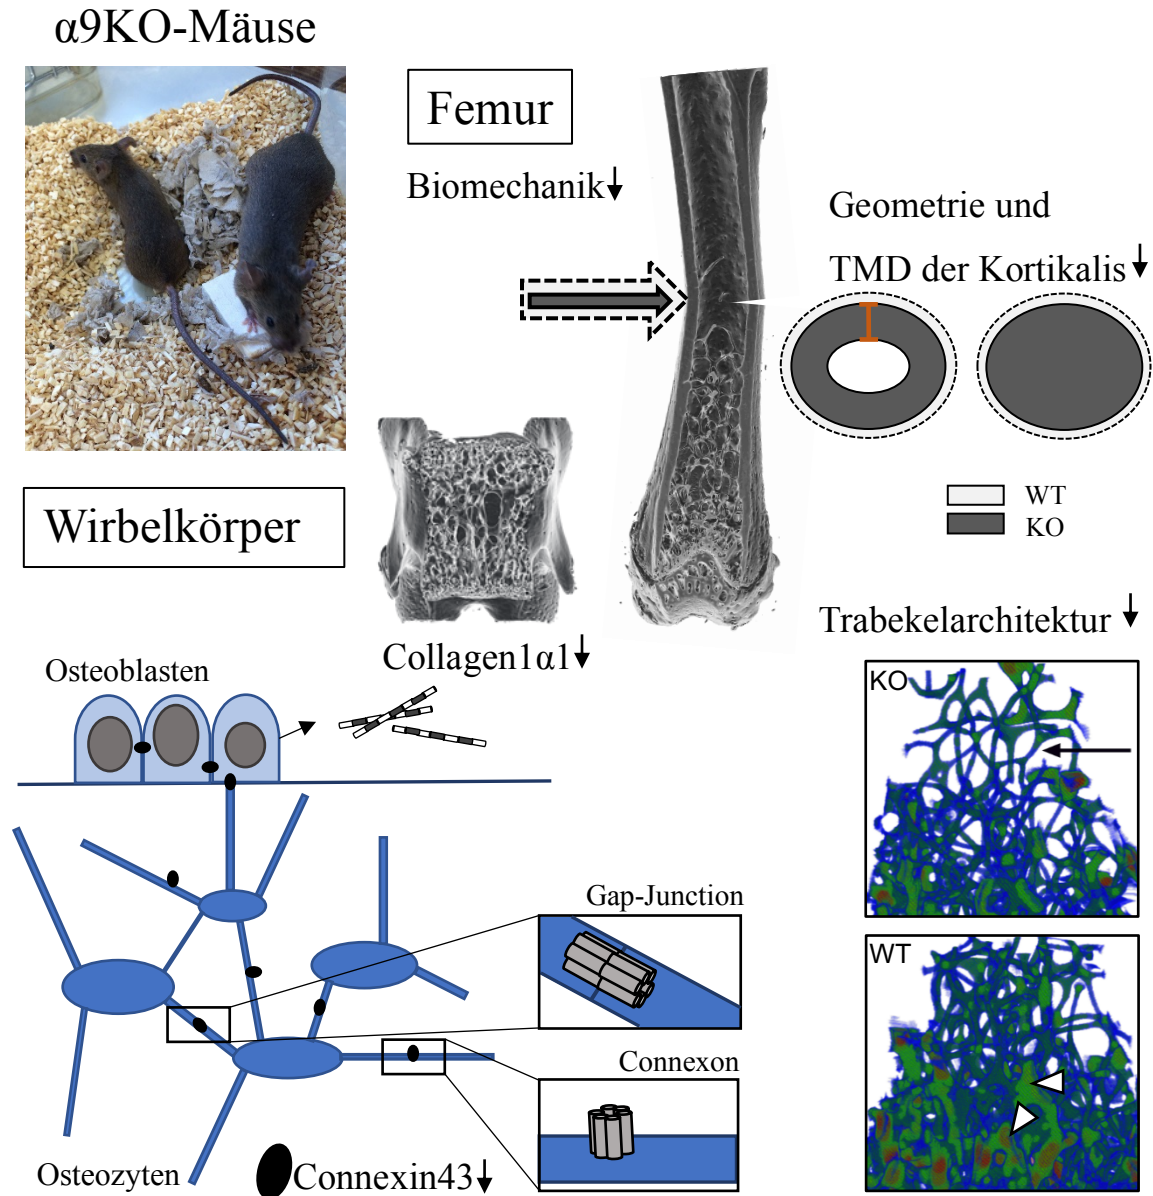 α9KO-Mäuse
Femur
Biomechanik↓
Geometrie und
TMD der Kortikalis↓
WT
KO
Wirbelkörper
Trabekelarchitektur ↓
Collagen1α1↓
Osteoblasten
KO
Gap-Junction
WT
Connexon
Osteozyten
Connexin43↓